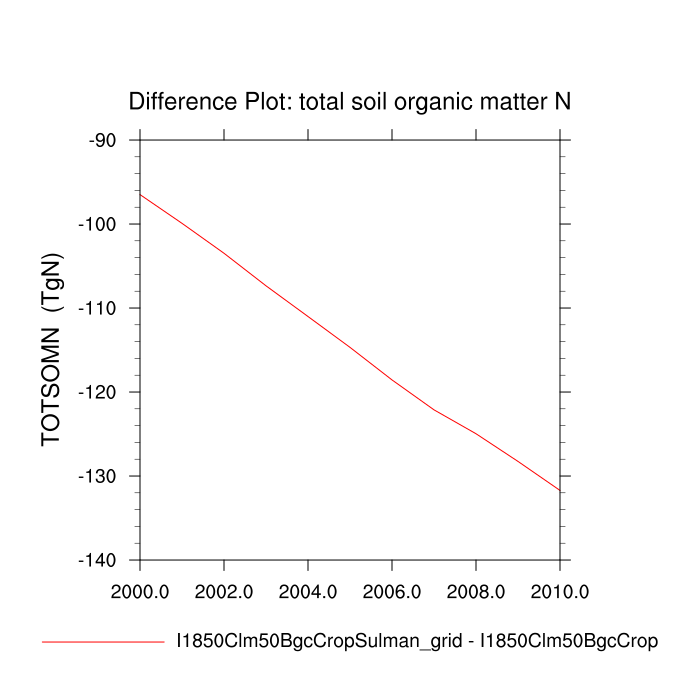 Difference Plot: total soil organic matter N
-90
-100
-110
-120
-130
-140
TOTSOMN (TgN)
2000.0 2002.0 2004.0 2006.0 2008.0 2010.0
I1850Clm50BgcCropSulman_grid - I1850Clm50BgcCrop